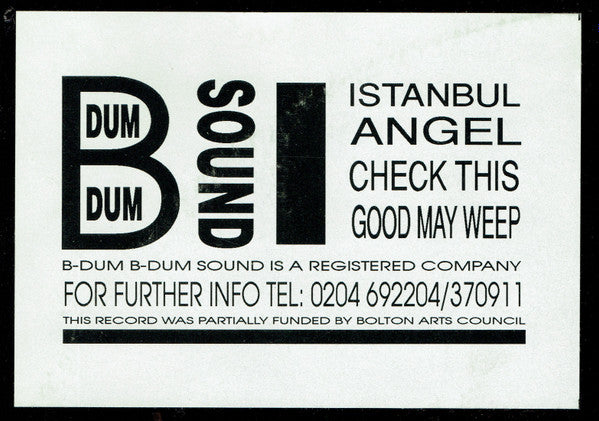 B
DUM
DUM
SOUND
1
ISTANBUL
ANGEL
CHECK THIS
GOOD MAY WEEP
B-DUM B-DUM SOUND IS A REGISTERED COMPANY
FOR FURTHER INFO TEL: 0204 692204/370911
THIS RECORD WAS PARTIALLY FUNDED BY BOLTON ARTS COUNCIL